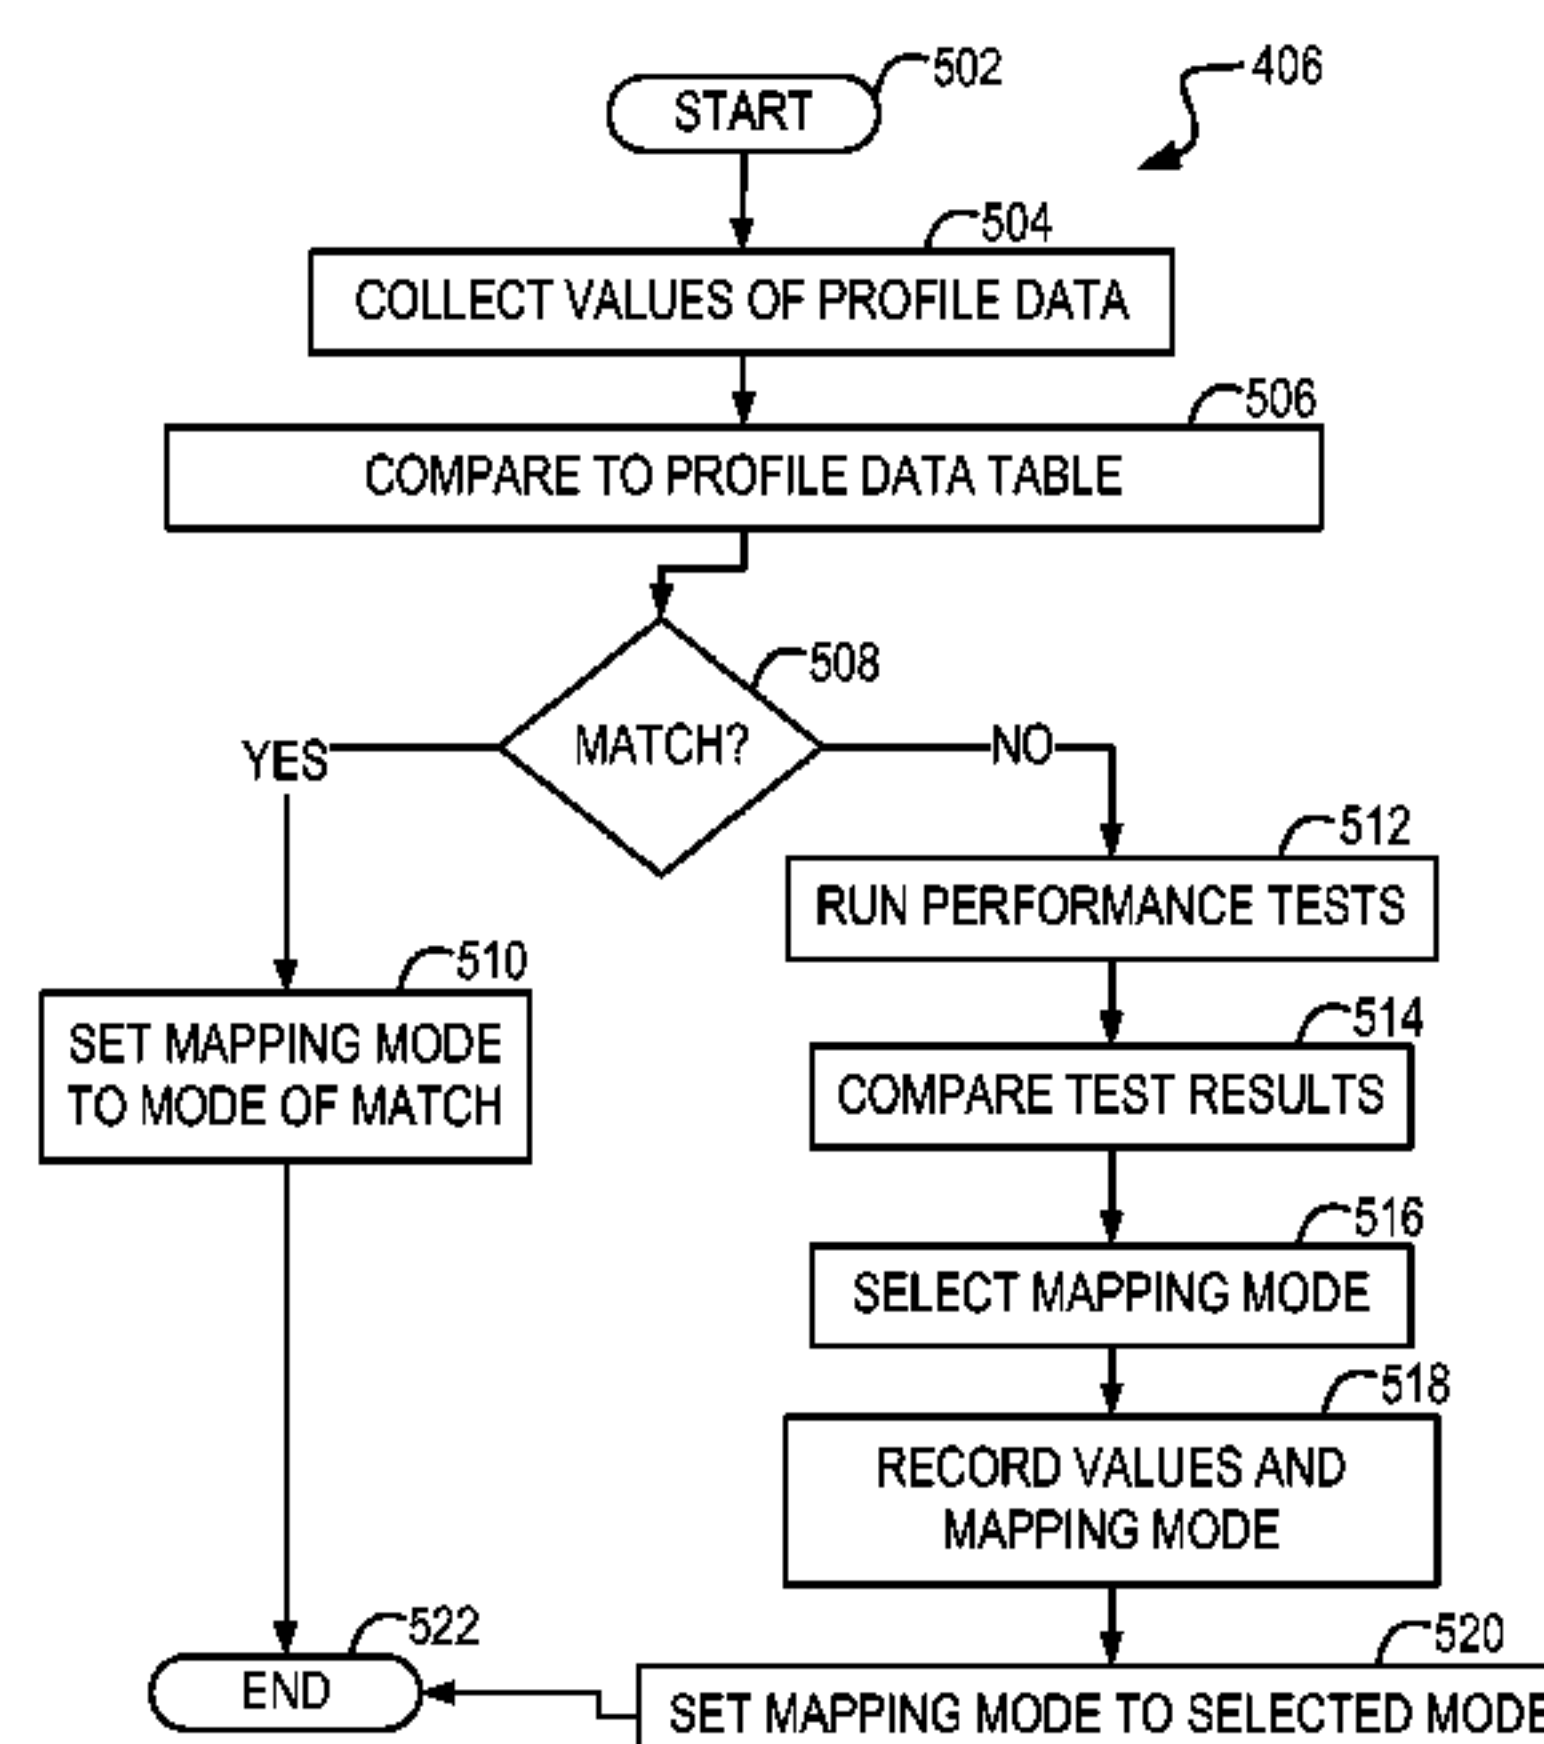 502
406
START
504
COLLECT VALUES OF PROFILE DATA
506
COMPARE TO PROFILE DATA TABLE
508
MATCH?
YES
NO
512
RUN PERFORMANCE TESTS
510
SET MAPPING MODE
TO MODE OF MATCH
514
COMPARE TEST RESULTS
516
SELECT MAPPING MODE
518
RECORD VALUES AND
MAPPING MODE
522
END
520
SET MAPPING MODE TO SELECTED MODE